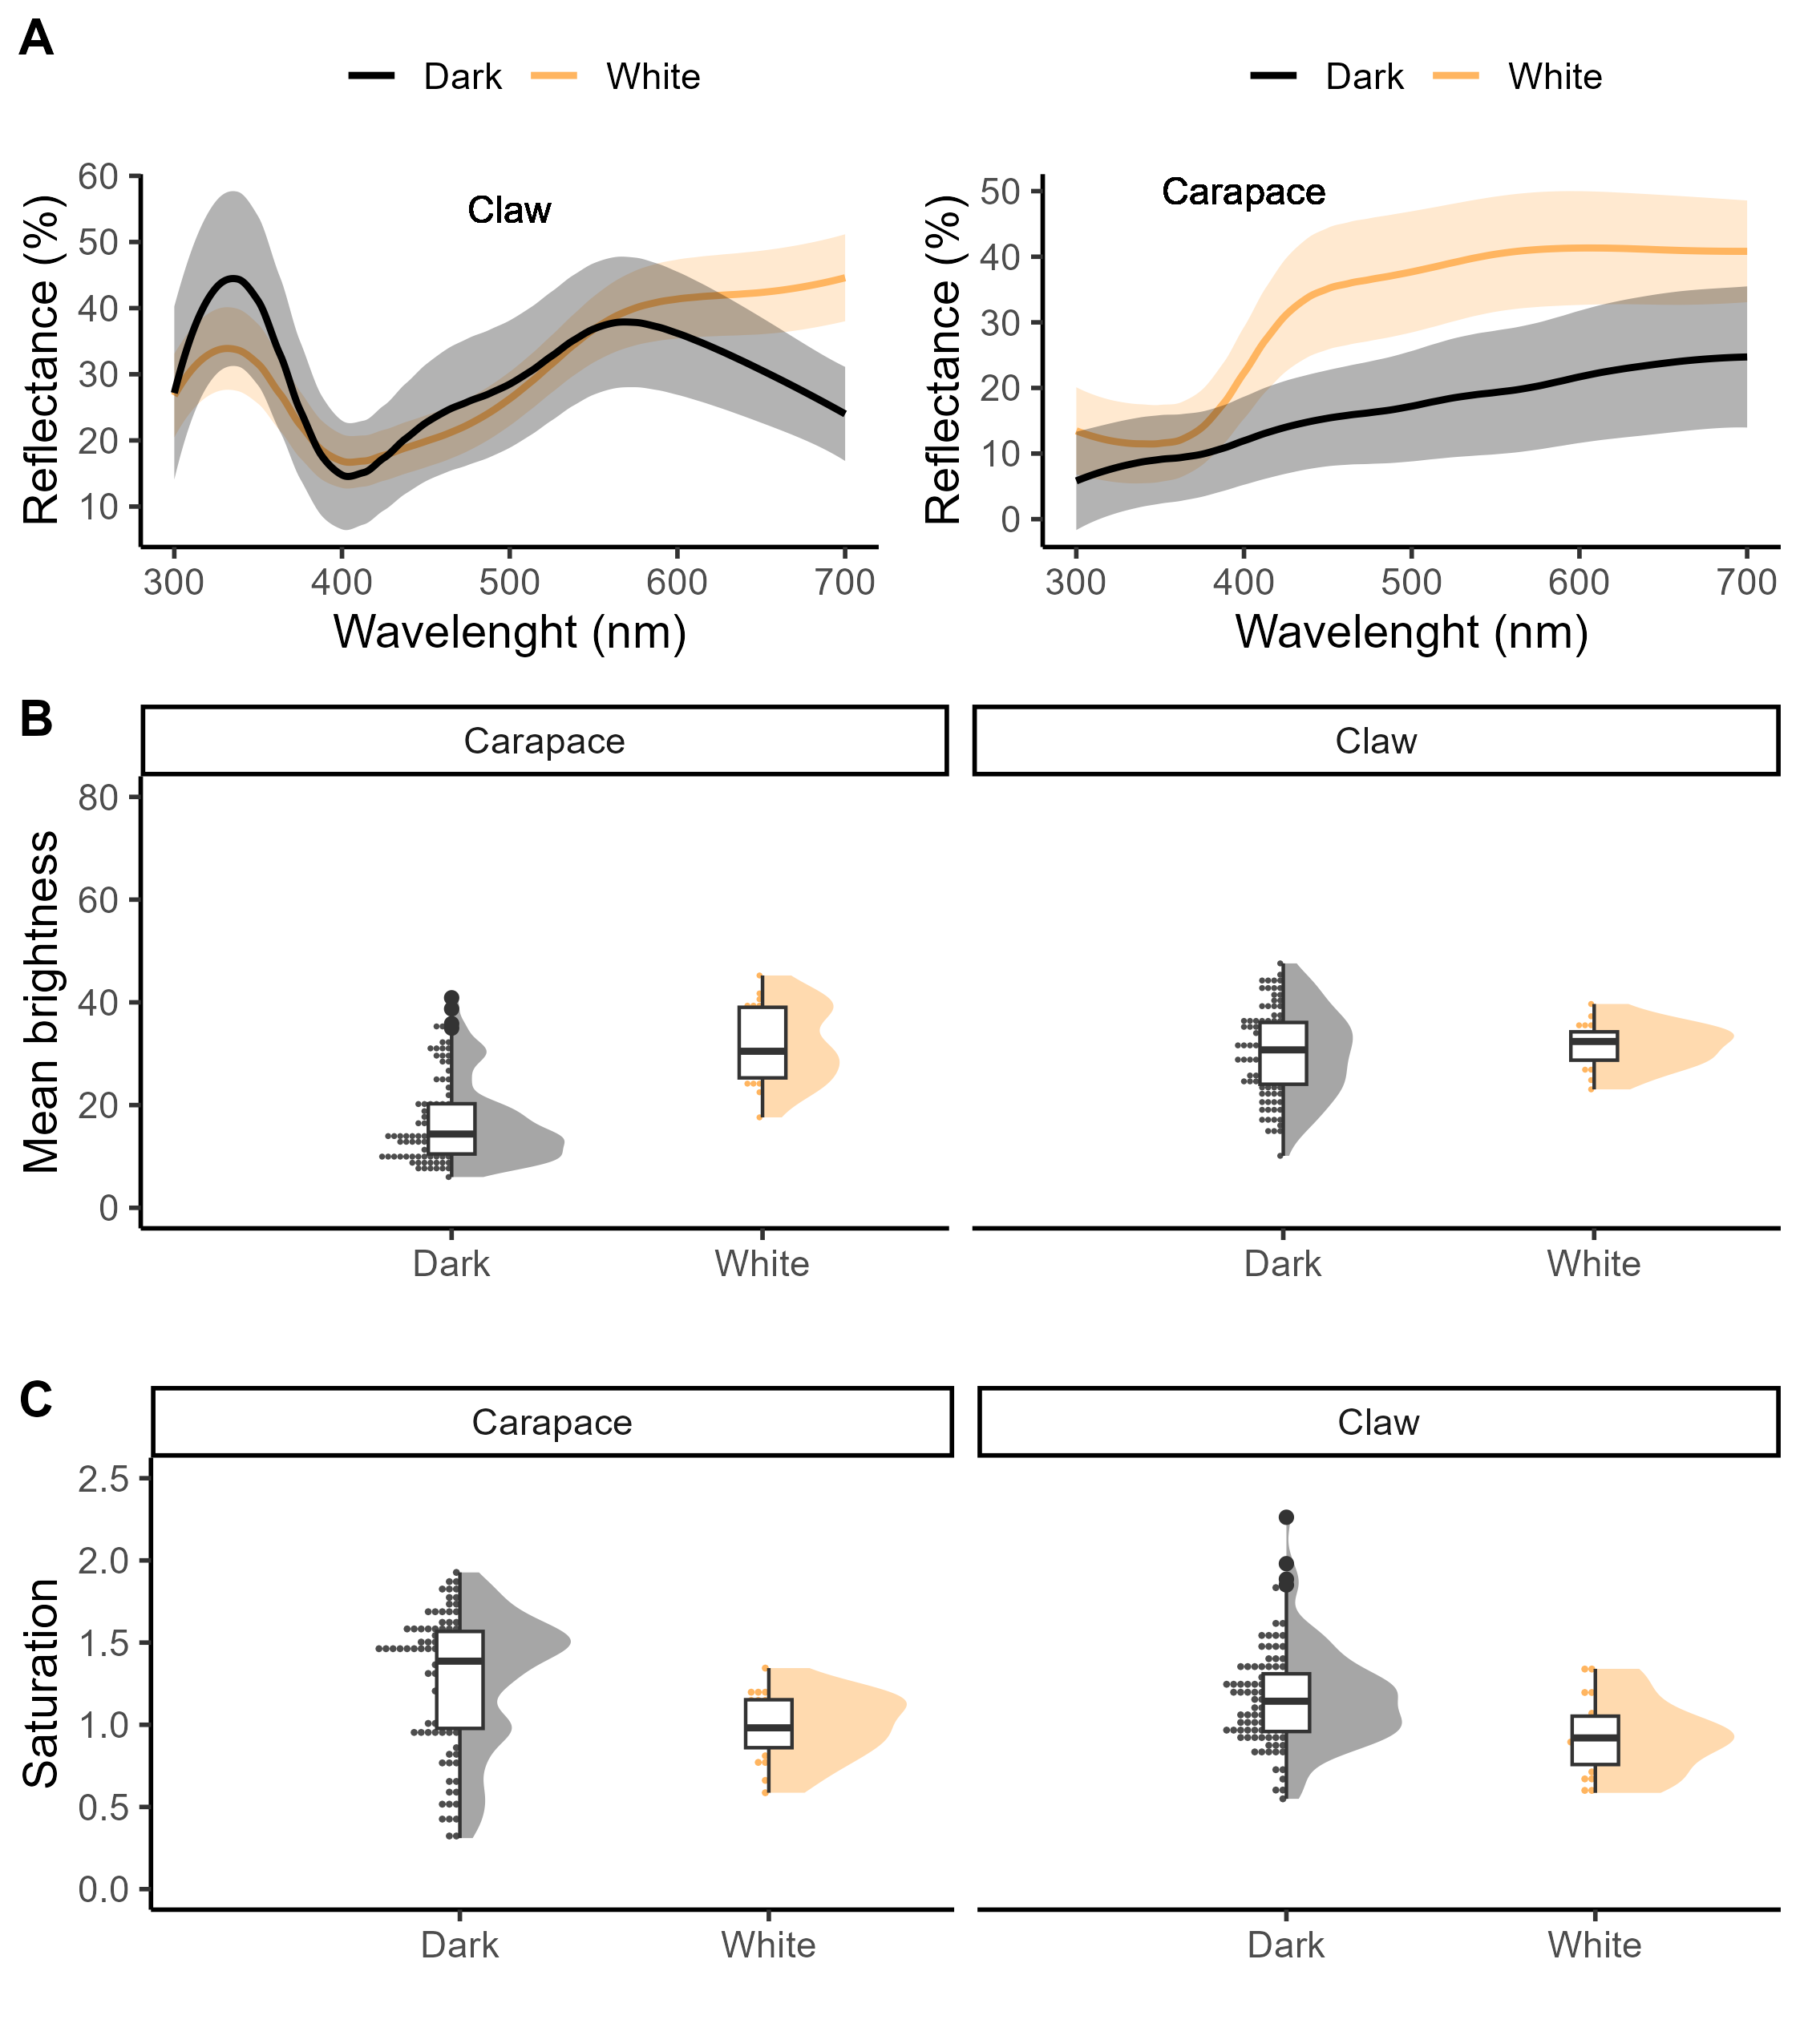 A
Dark White
Dark White
Claw
Reflectance (%)
60
50
40
30
20
10
300 400 500 600 700
Wavelenght (nm)
Carapace
Reflectance (%)
50
40
30
20
10
0
300 400 500 600 700
Wavelenght (nm)
B
Carapace Claw
Mean brightness
80
60
40
20
0
Dark White Dark White
C
Carapace Claw
Saturation
2.5
2.0
1.5
1.0
0.5
0.0
Dark White Dark White